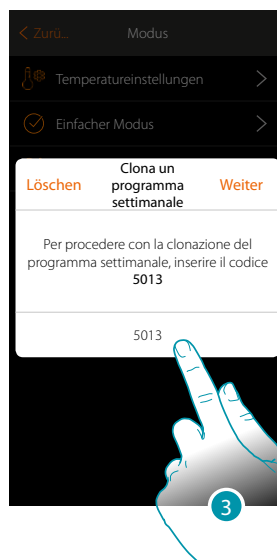 < Zurü... Modus
Temperatureinstellungen >
Einfacher Modus >
Löschen Clona un programma settimanale Weiter
Per procedere con la clonazione del
programma settimanale, inserire il codice
5013
5013
3